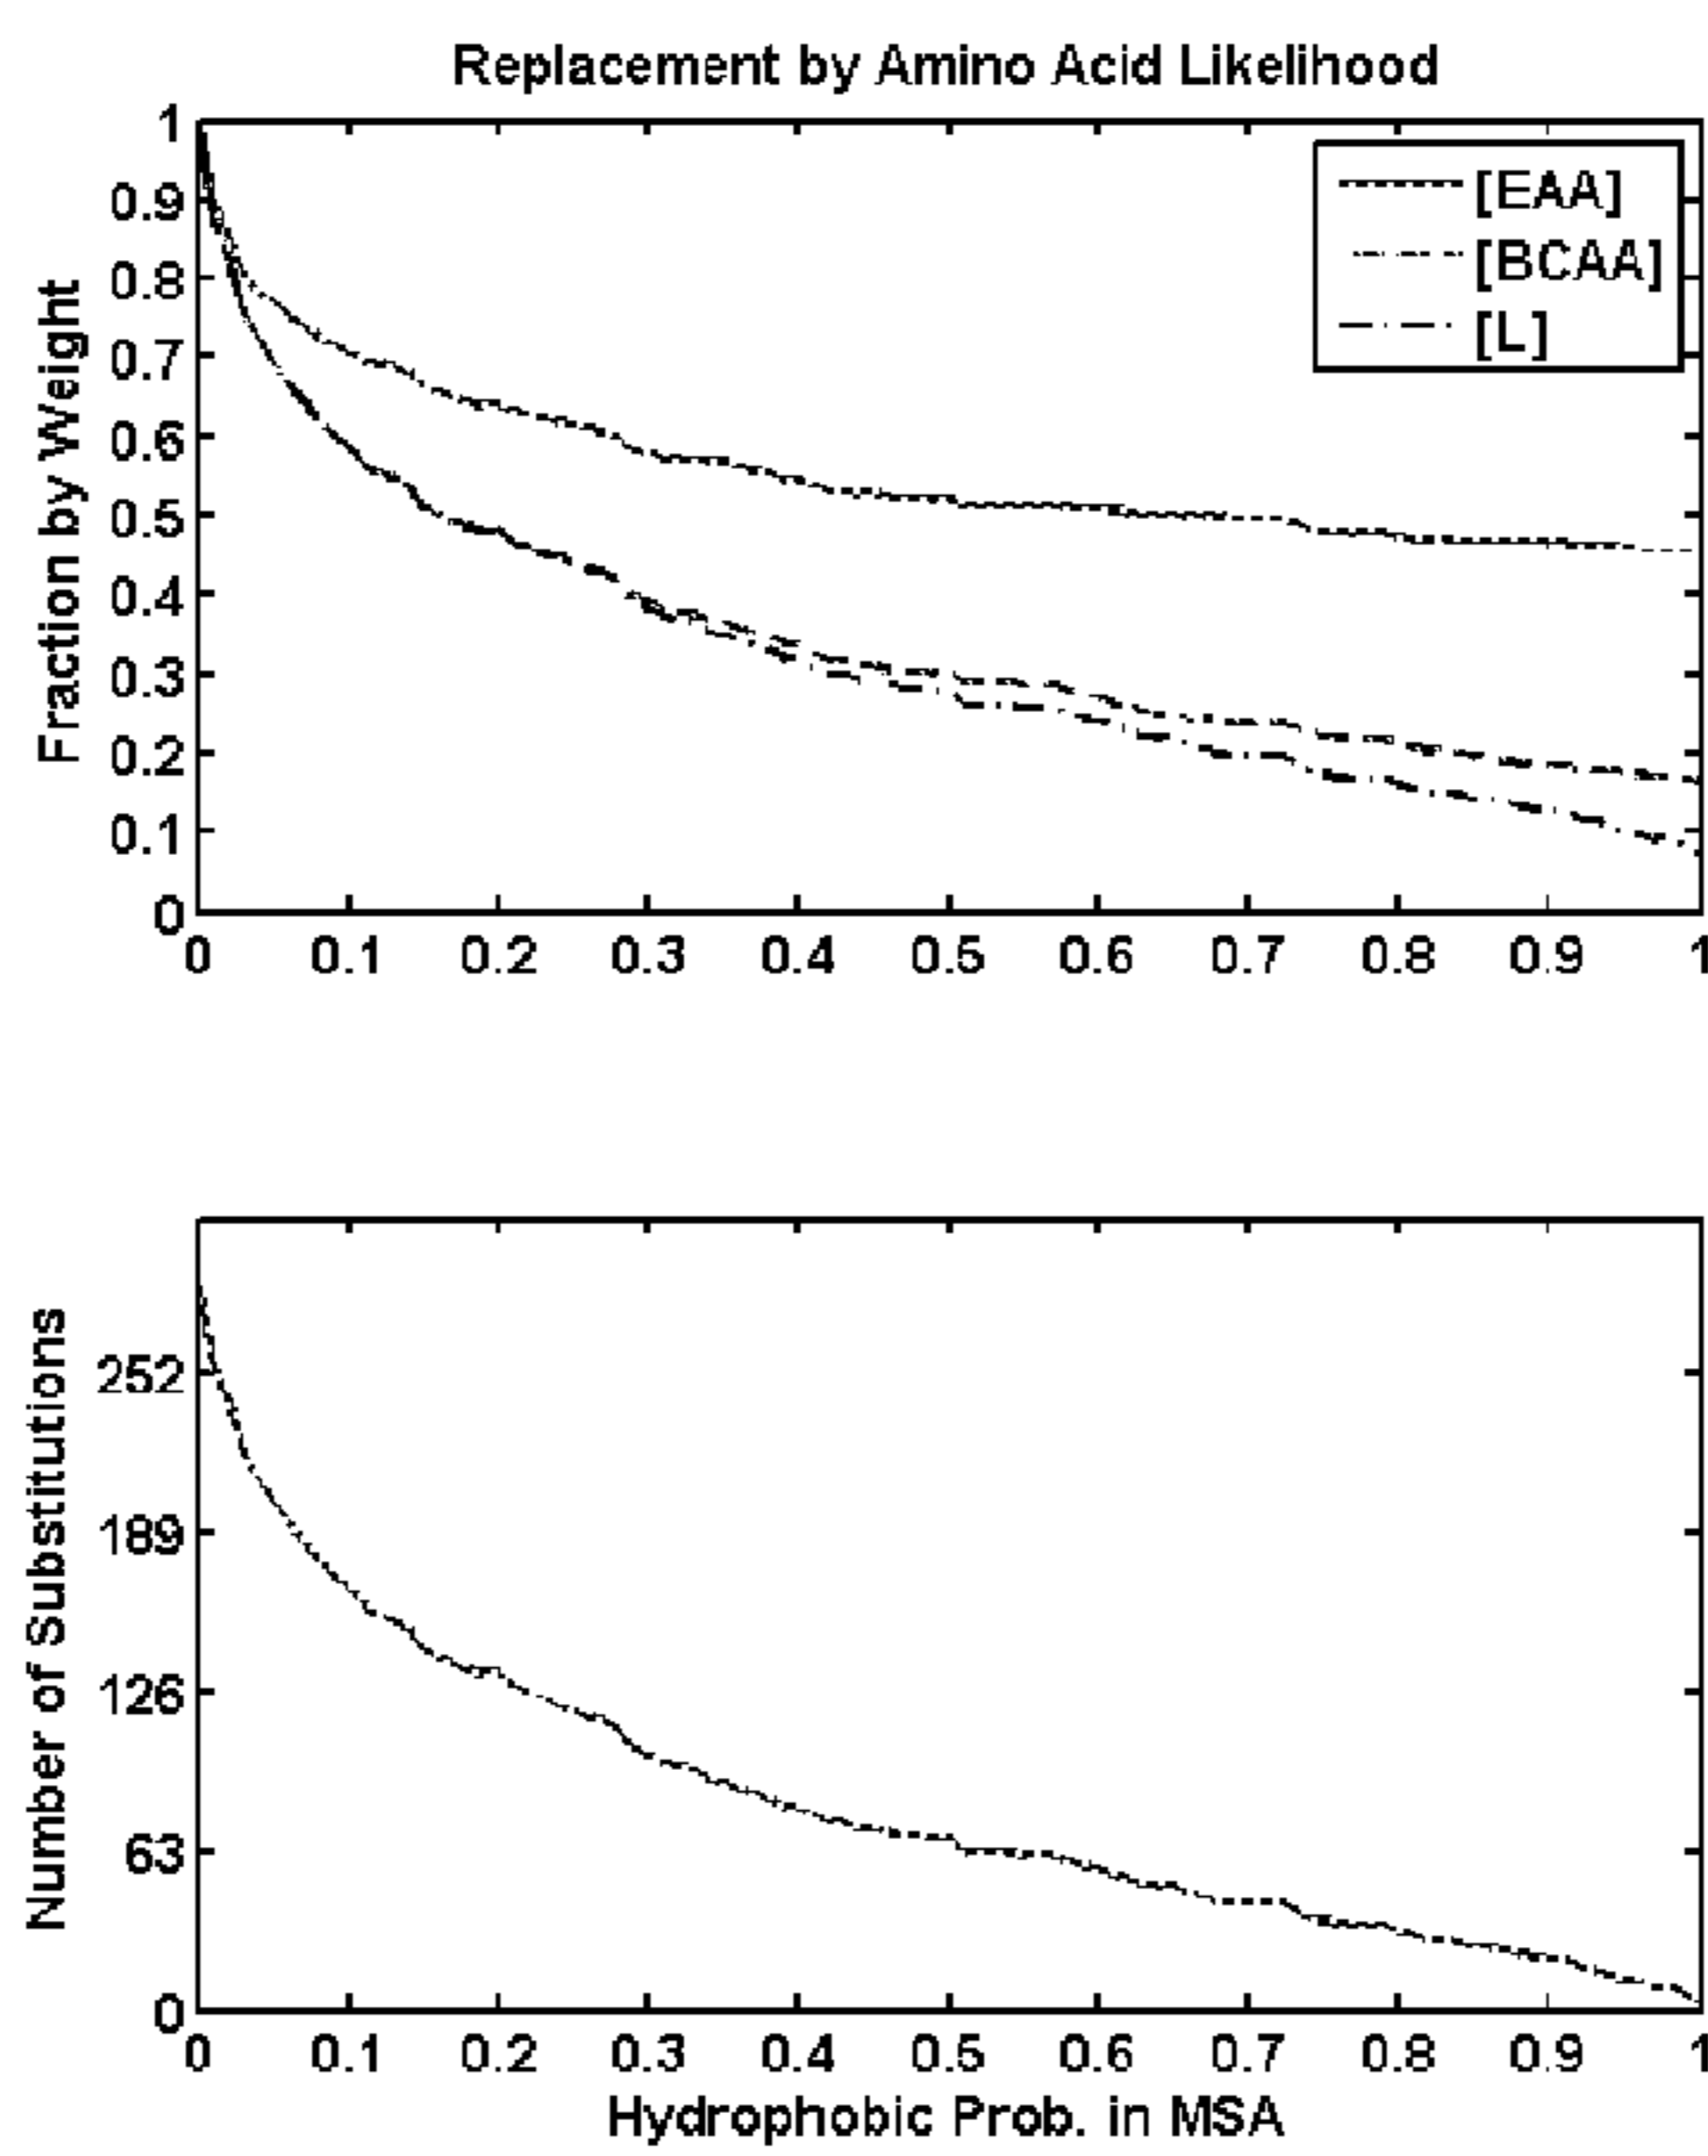 Replacement by Amino Acid Likelihood
1
0.9
0.8
0.7
0.6
0.5
0.4
0.3
0.2
0.1
0
Fraction by Weight
[EAA]
[BCAA]
[L]
0 0.1 0.2 0.3 0.4 0.5 0.6 0.7 0.8 0.9 1
252
189
126
63
0
Number of Substitutions
0 0.1 0.2 0.3 0.4 0.5 0.6 0.7 0.8 0.9 1
Hydrophobic Prob. in MSA